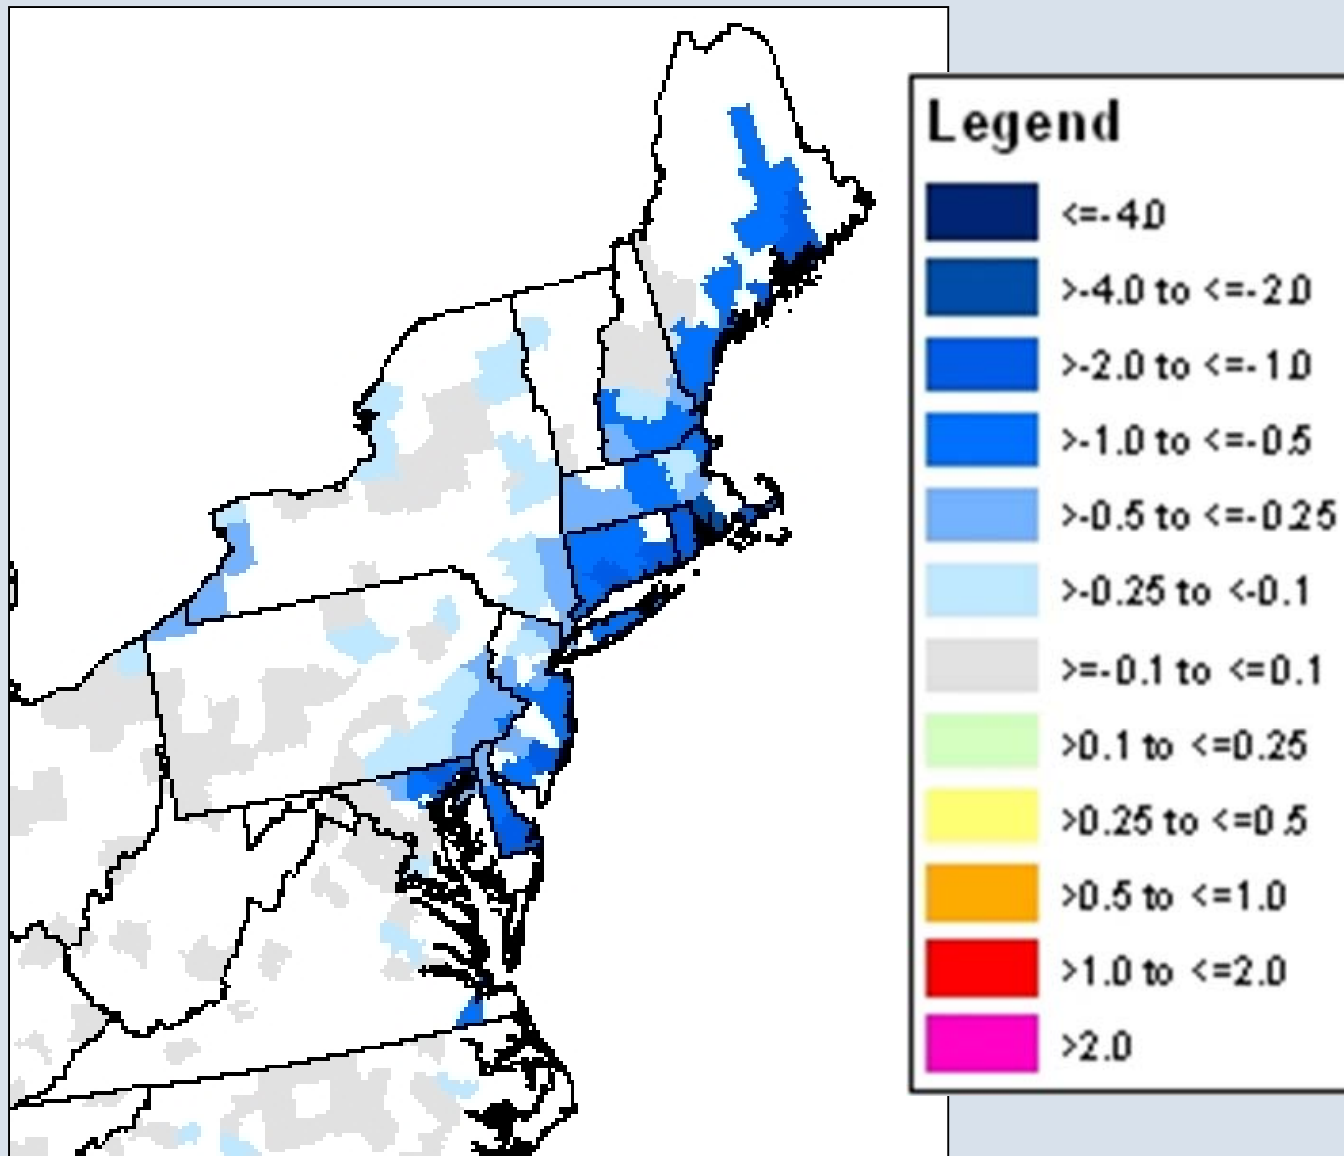 Legend
<=-4.0
>-4.0 to <=-2.0
>-2.0 to <=-1.0
>-1.0 to <=-0.5
>-0.5 to <=-0.25
>-0.25 to <-0.1
>=-0.1 to <=0.1
>0.1 to <=0.25
>0.25 to <=0.5
>0.5 to <=1.0
>1.0 to <=2.0
>2.0